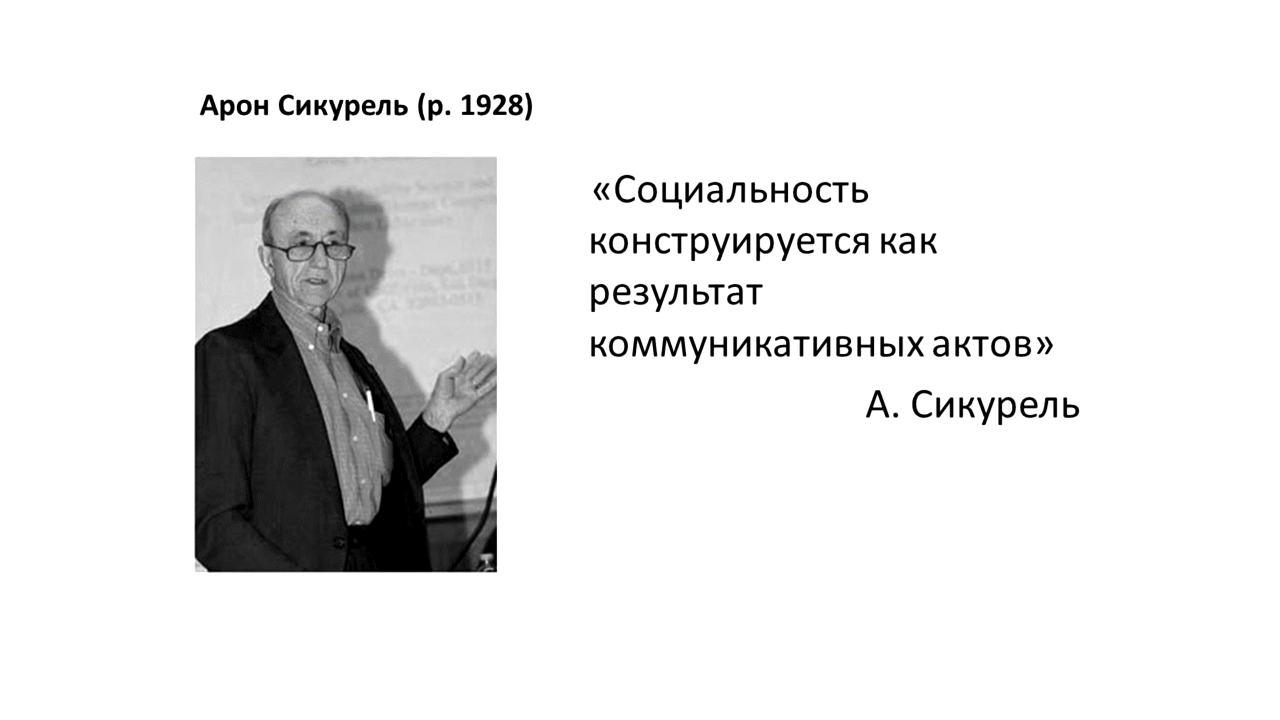 Арон Сикурель (р. 1928)
«Социальность
конструируется как
результат
коммуникативных актов»
А. Сикурель